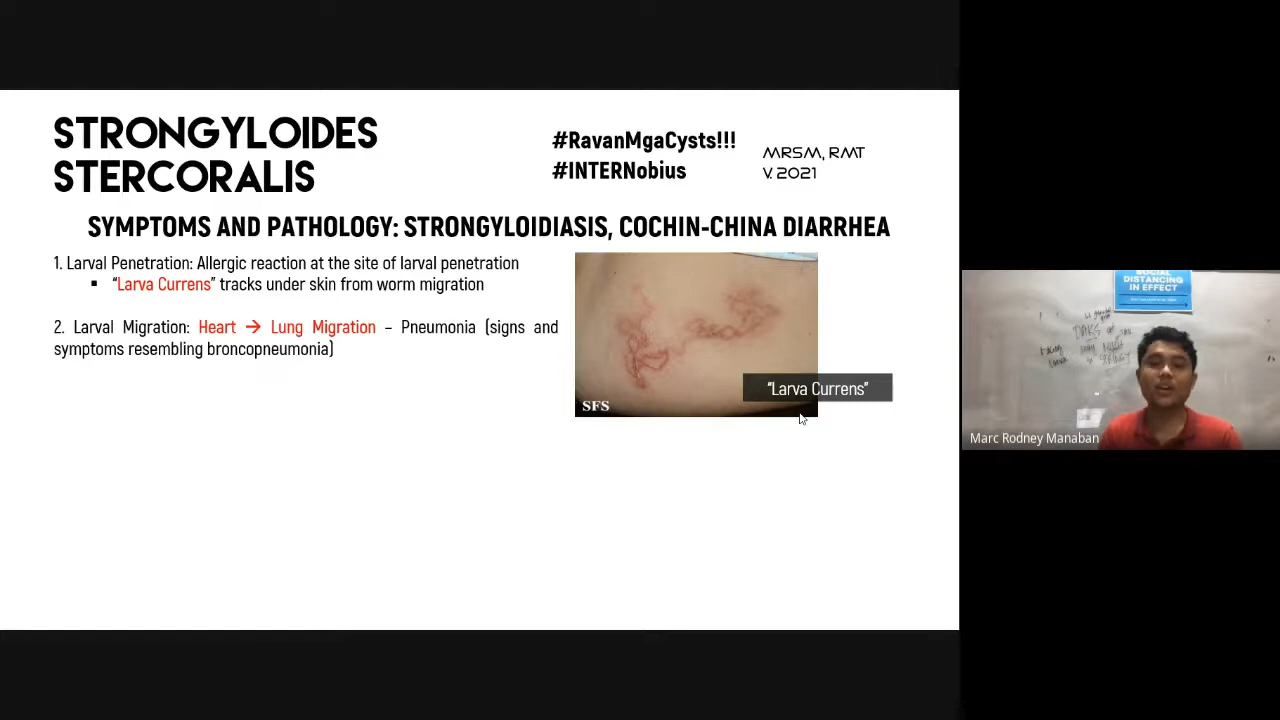 STRONGYLOIDES
STERCORALIS
#RavanMgaCysts!!!
#INTERNobius
MRSM, RMT
V. 2021
SYMPTOMS AND PATHOLOGY: STRONGYLOIDIASIS, COCHIN-CHINA DIARRHEA
1. Larval Penetration: Allergic reaction at the site of larval penetration
▪ “Larva Currens” tracks under skin from worm migration
2. Larval Migration: Heart → Lung Migration – Pneumonia (signs and
symptoms resembling broncopneumonia)
“Larva Currens”
SFS
SOCIAL
DISTANCING
IN EFFECT
Marc Rodney Manaban